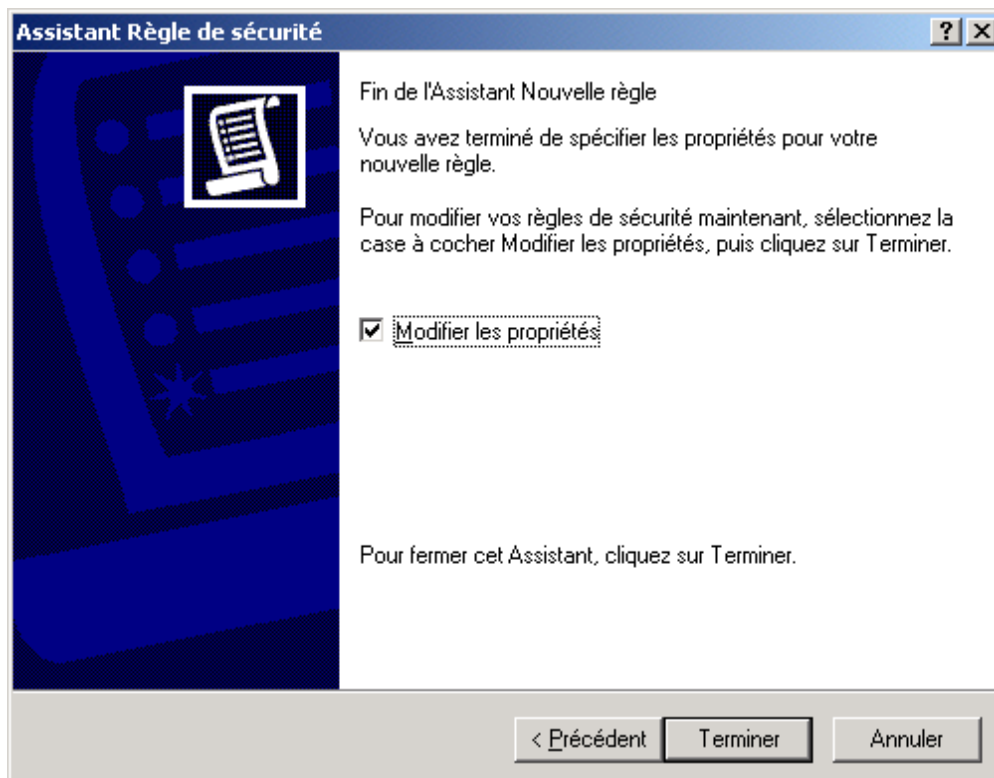 Assistant Règle de sécurité
Fin de l'Assistant Nouvelle règle
Vous avez terminé de spécifier les propriétés pour votre
nouvelle règle.
Pour modifier vos règles de sécurité maintenant, sélectionnez la
case à cocher Modifier les propriétés, puis cliquez sur Terminer.
Modifier les propriétés
Pour fermer cet Assistant, cliquez sur Terminer.
< Précédent Terminer Annuler